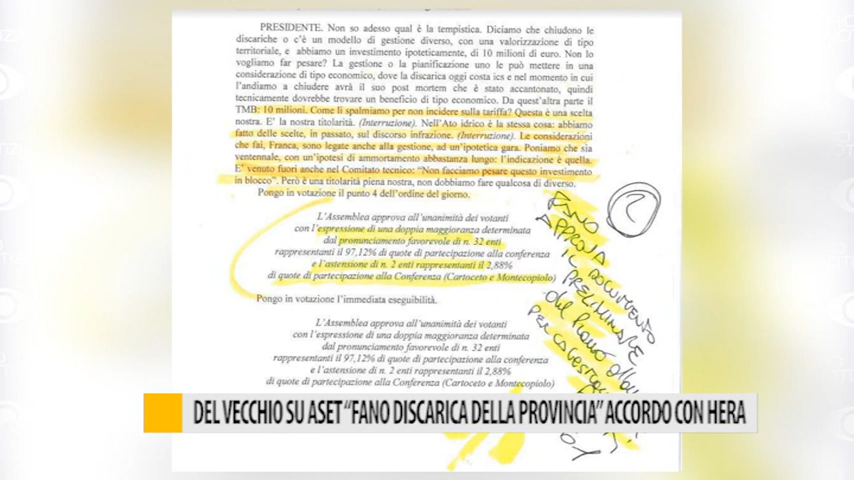 PRESIDENTE. Non so adesso qual è la tempistica. Diciamo che chiudono le
discariche o c'è un modello di gestione diverso, con una valorizzazione di tipo
territoriale, e abbiamo un investimento ipoteticamente, di 10 milioni di euro. Non lo
vogliamo far pesare? La gestione o la pianificazione uno le può mettere in una
considerazione di tipo economico, dove la discarica oggi costa ics e nel momento in cui
l'andiamo a chiudere avrà il suo post mortem che è stato accantonato, quindi
tecnicamente dovrebbe trovare un beneficio di tipo economico. Da quest'altra parte il
TMB: 10 milioni. Come li spalmiamo per non incidere sulla tariffa? Questa è una scelta
nostra. E' la nostra titolarità. (Interruzione). Nell'Ato idrico è la stessa cosa: abbiamo
fatto delle scelte, in passato, sul discorso infrazione. (Interruzione). Le considerazioni
che fai, Franca, sono legate anche alla gestione, ad un'ipotetica gara. Poniamo che sia
ventennale, con un'ipotesi di ammortamento abbastanza lungo: l'indicazione è quella.
E' venuto fuori anche nel Comitato tecnico: "Non facciamo pesare questo investimento
in blocco". Però è una titolarità piena nostra, non dobbiamo fare qualcosa di diverso.
Pongo in votazione il punto 4 dell'ordine del giorno.
L'Assemblea approva all'unanimità dei votanti
con l'espressione di una doppia maggioranza determinata
dal pronunciamento favorevole di n. 32 enti
rappresentanti il 97,12% di quote di partecipazione alla conferenza
e l'astensione di n. 2 enti rappresentanti il 2,88%
di quote di partecipazione alla Conferenza (Cartoceto e Montecopiolo)
Pongo in votazione l'immediata eseguibilità.
L'Assemblea approva all'unanimità dei votanti
con l'espressione di una doppia maggioranza determinata
dal pronunciamento favorevole di n. 32 enti
rappresentanti il 97,12% di quote di partecipazione alla conferenza
e l'astensione di n. 2 enti rappresentanti il 2,88%
di quote di partecipazione alla Conferenza (Cartoceto e Montecopiolo)
APPROVA
DOCUMENTO
PRELIMINARE
del Piano
DEL VECCHIO SU ASET "FANO DISCARICA DELLA PROVINCIA" ACCORDO CON HERA